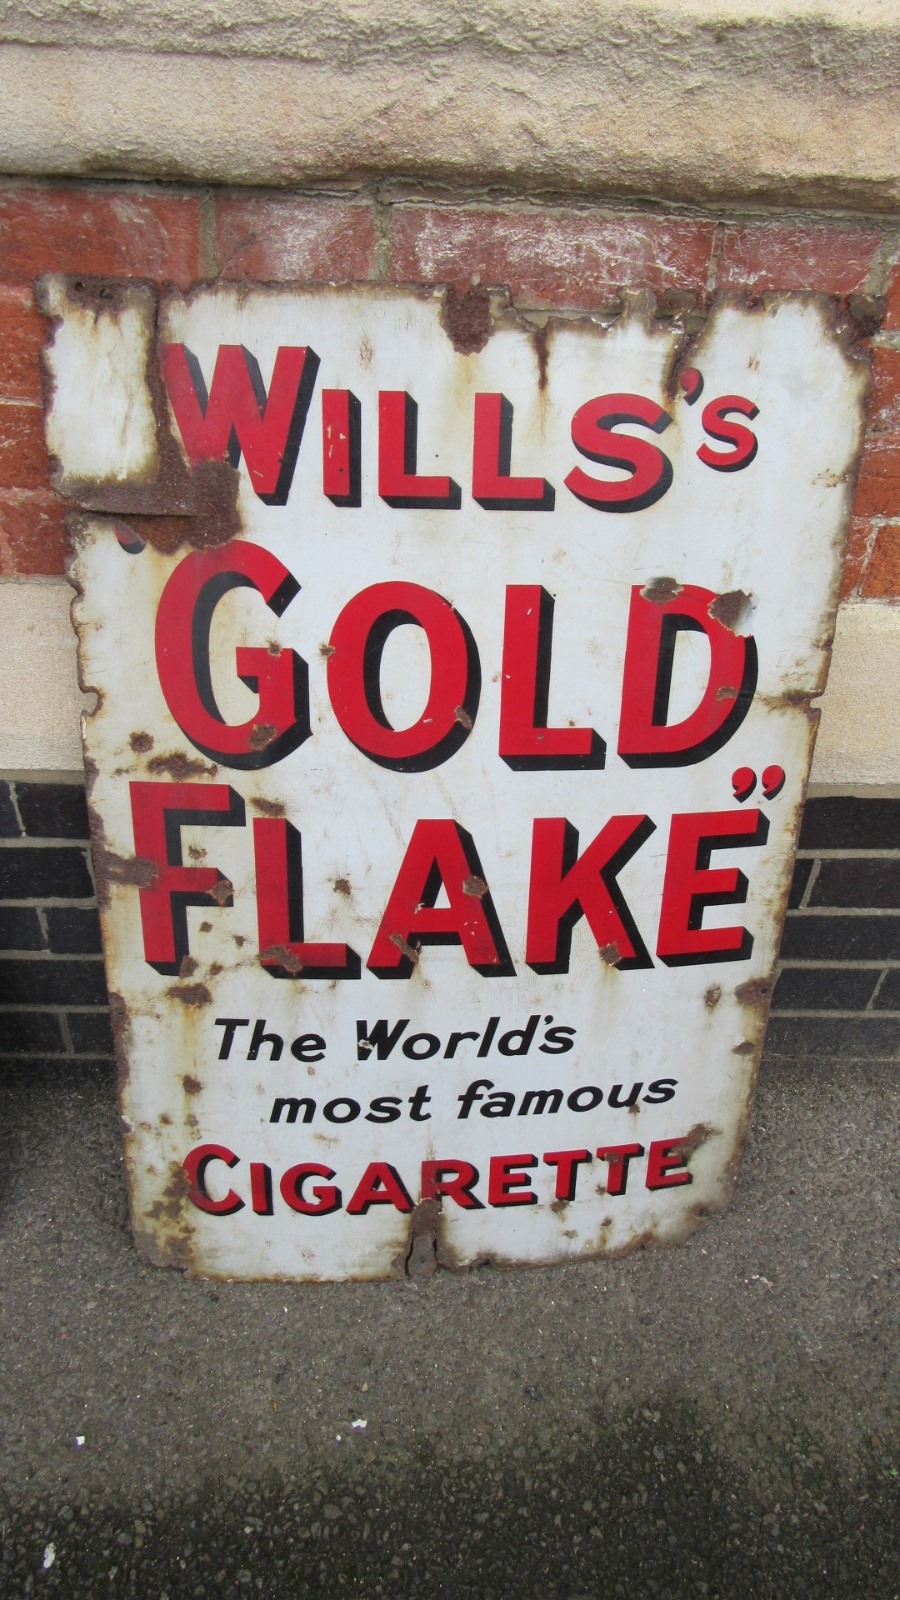 WILLS's
"GOLD
FLAKE"
The World's
most famous
CIGARETTE